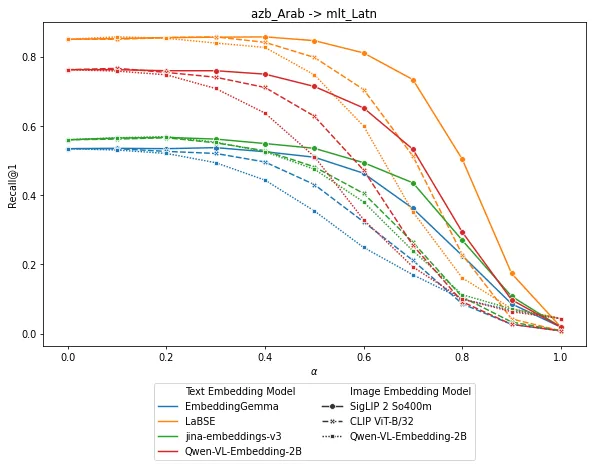 azb_Arab -> mlt_Latn
Recall@1
0.8
0.6
0.4
0.2
0.0
0.0 0.2 0.4 0.6 0.8 1.0
α
Text Embedding Model Image Embedding Model
EmbeddingGemma SigLIP 2 So400m
LaBSE CLIP ViT-B/32
jina-embeddings-v3 Qwen-VL-Embedding-2B
Qwen-VL-Embedding-2B